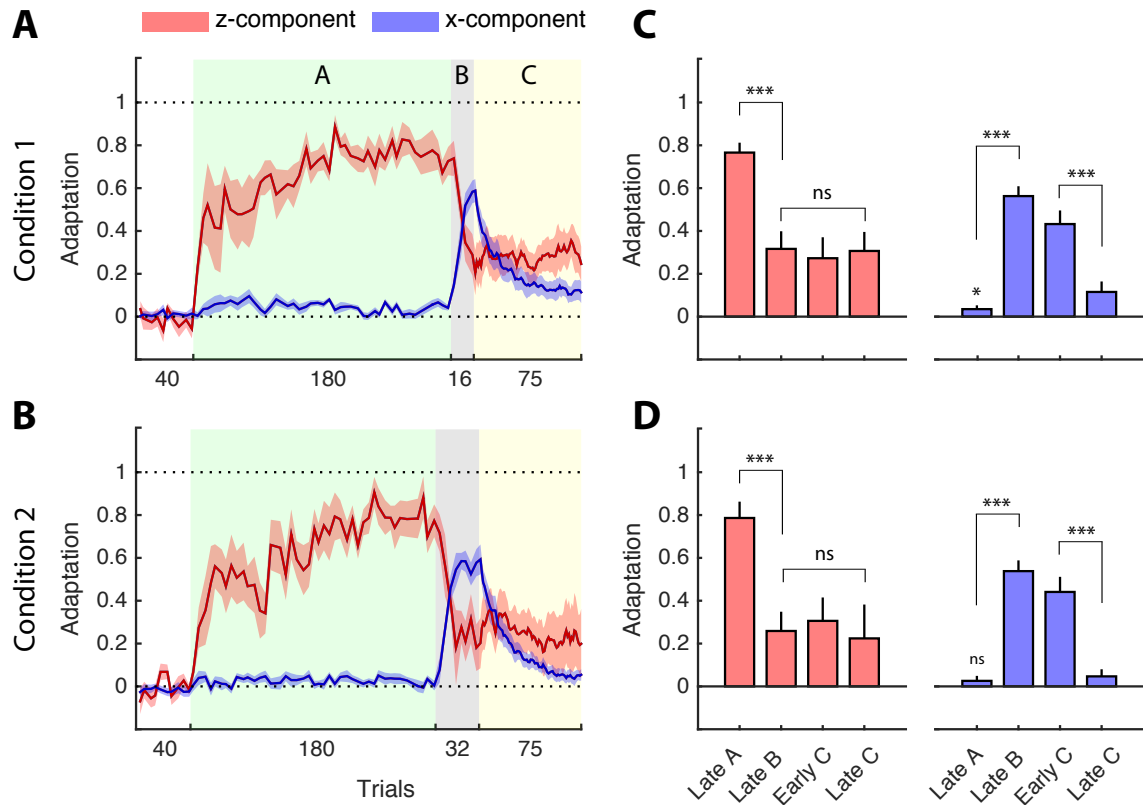 z-component x-component
A
A B C
Condition 1
Adaptation
1
0.8
0.6
0.4
0.2
0
40 180 16 75
C
Adaptation
1
0.8
0.6
0.4
0.2
0
***
ns
***
***
*
B
Condition 2
Adaptation
1
0.8
0.6
0.4
0.2
0
40 180 32 75
Trials
D
Adaptation
1
0.8
0.6
0.4
0.2
0
***
ns
***
***
ns
Late A Late B Early C Late C
Late A Late B Early C Late C